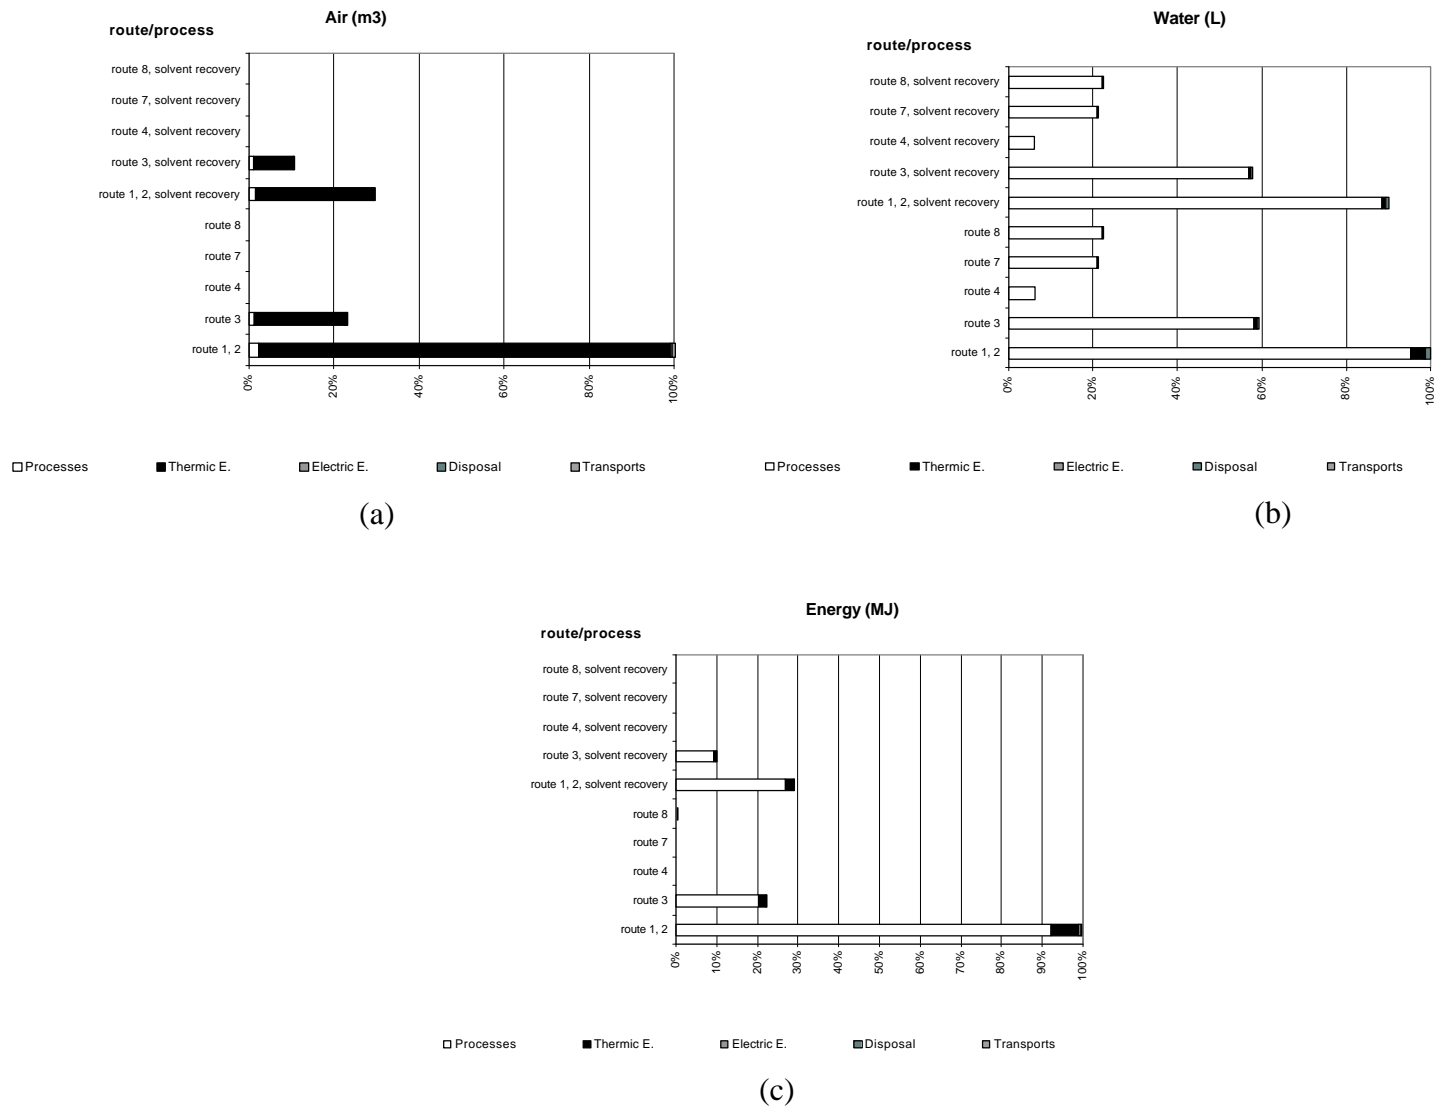 Air (m3)
route/process
route 8, solvent recovery
route 7, solvent recovery
route 4, solvent recovery
route 3, solvent recovery
route 1, 2, solvent recovery
route 8
route 7
route 4
route 3
route 1, 2
0% 20% 40% 60% 80% 100%
Processes Thermic E. Electric E. Disposal Transports
(a)
Water (L)
route/process
route 8, solvent recovery
route 7, solvent recovery
route 4, solvent recovery
route 3, solvent recovery
route 1, 2, solvent recovery
route 8
route 7
route 4
route 3
route 1, 2
0% 20% 40% 60% 80% 100%
Processes Thermic E. Electric E. Disposal Transports
(b)
Energy (MJ)
route/process
route 8, solvent recovery
route 7, solvent recovery
route 4, solvent recovery
route 3, solvent recovery
route 1, 2, solvent recovery
route 8
route 7
route 4
route 3
route 1, 2
0% 10% 20% 30% 40% 50% 60% 70% 80% 90% 100%
Processes Thermic E. Electric E. Disposal Transports
(c)